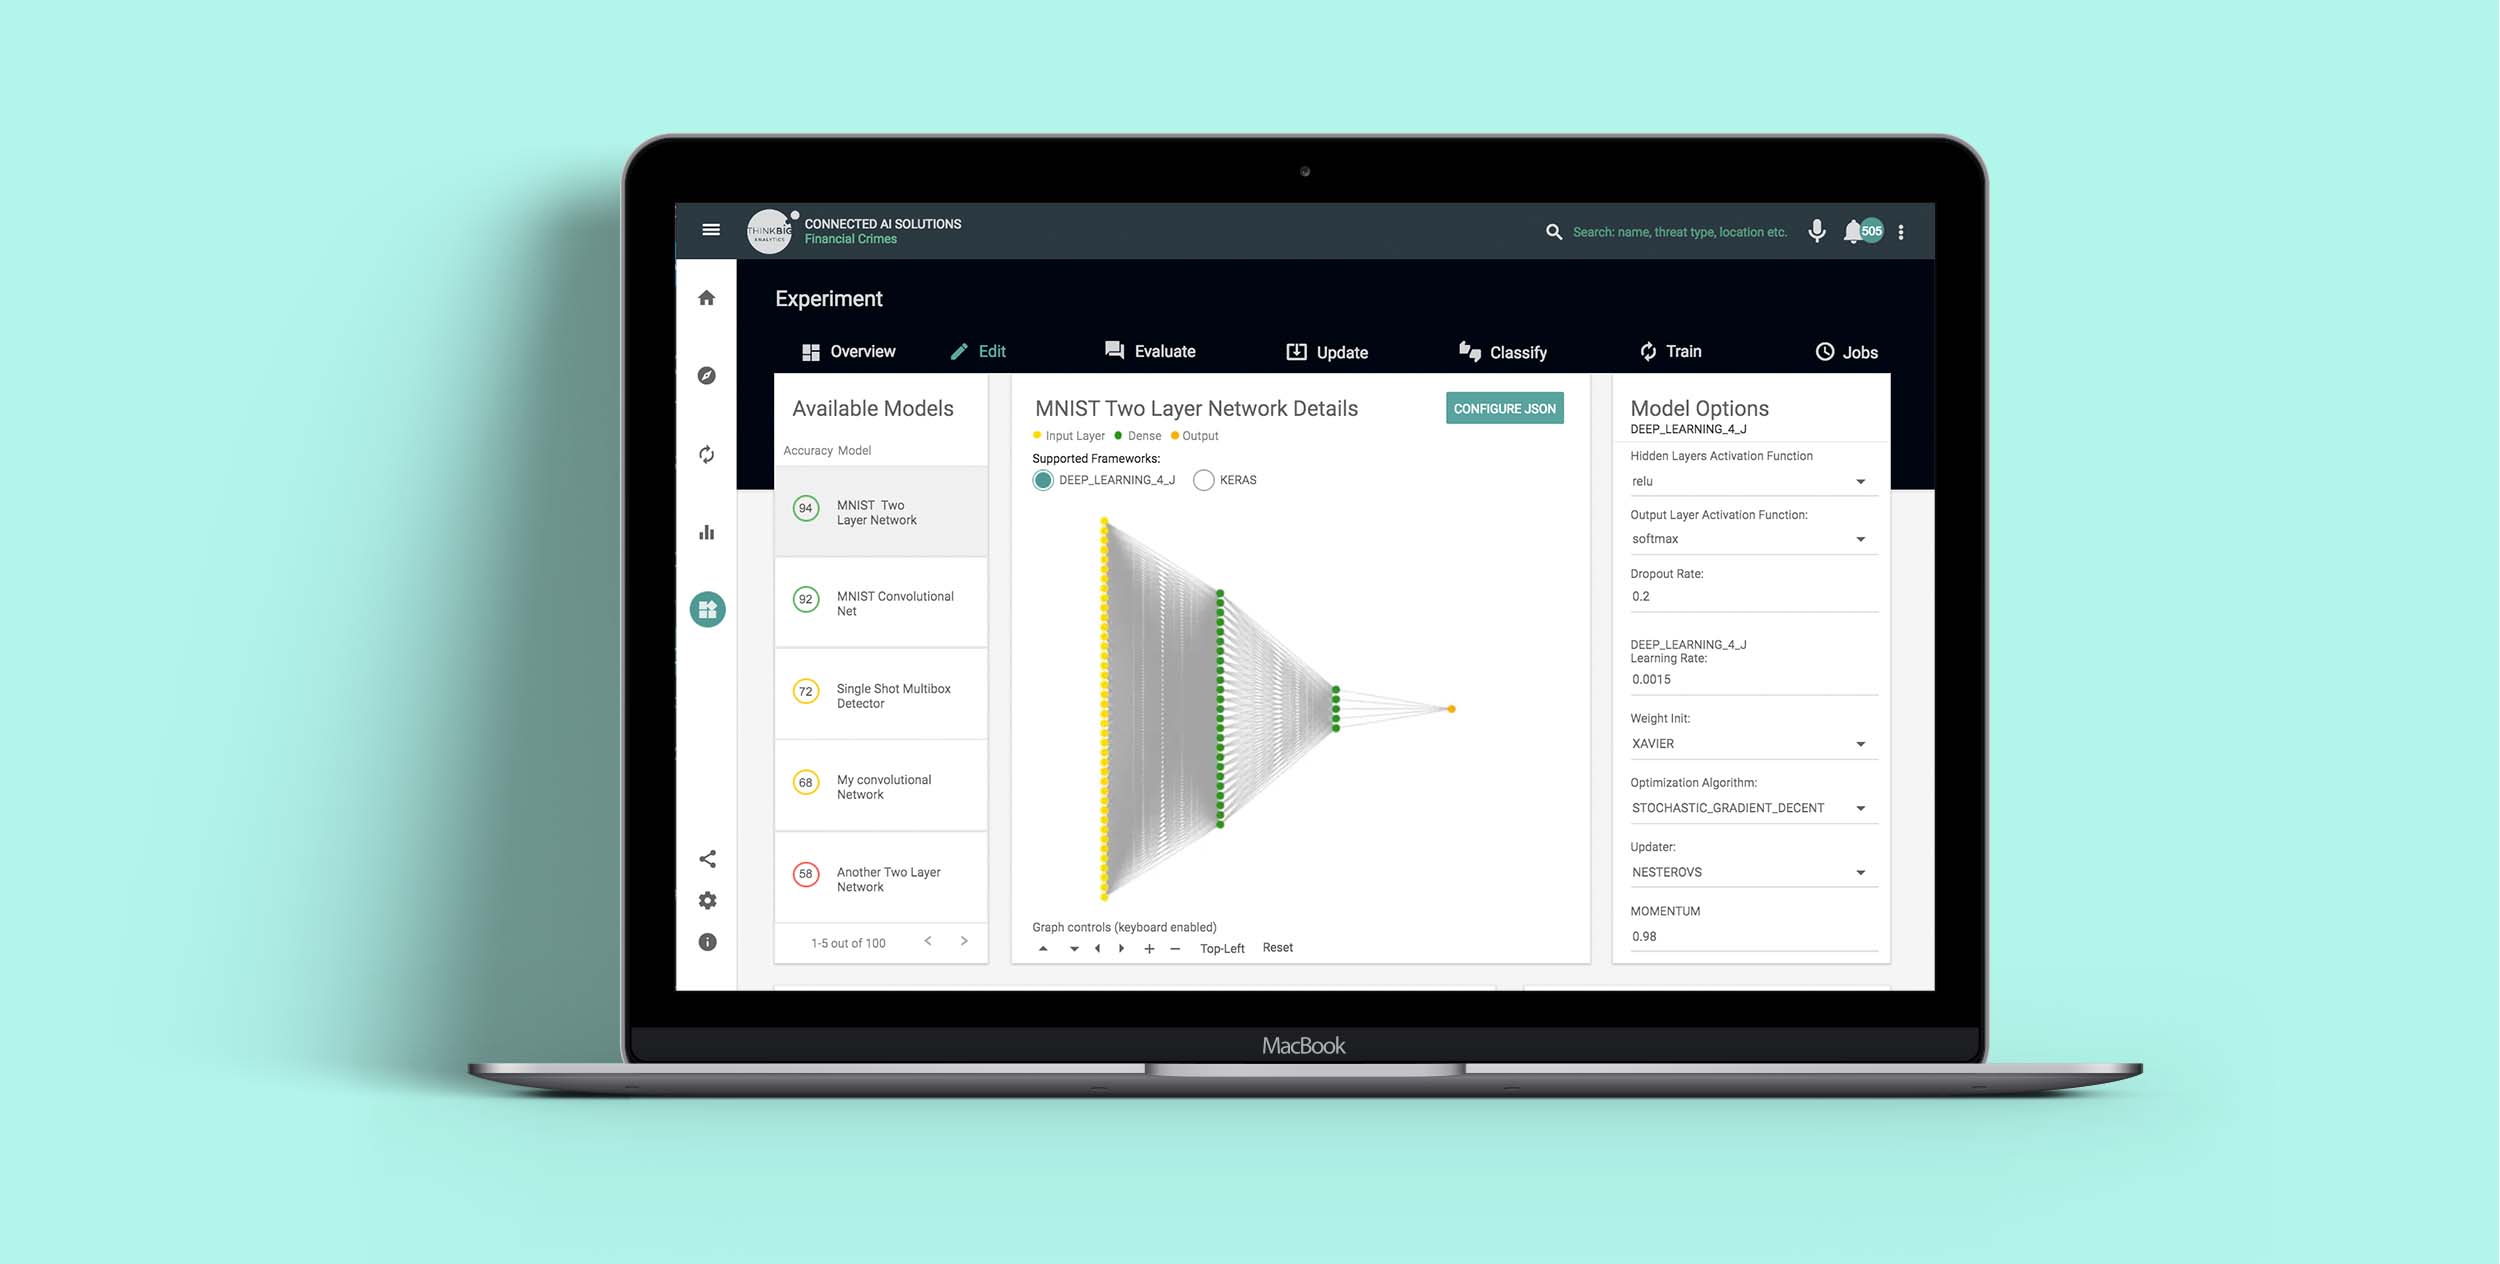 THINKBIG
ANALYTICS
CONNECTED AI SOLUTIONS
Financial Crimes
Search: name, threat type, location etc.
505
Experiment
Overview
Edit
Evaluate
Update
Classify
Train
Jobs
Available Models
Accuracy Model
94
MNIST Two
Layer Network
92
MNIST Convolutional
Net
72
Single Shot Multibox
Detector
68
My convolutional
Network
58
Another Two Layer
Network
1-5 out of 100
MNIST Two Layer Network Details
CONFIGURE JSON
Input Layer Dense Output
Supported Frameworks:
DEEP_LEARNING_4_J KERAS
Graph controls (keyboard enabled)
Top-Left Reset
Model Options
DEEP_LEARNING_4_J
Hidden Layers Activation Function
relu
Output Layer Activation Function:
softmax
Dropout Rate:
0.2
DEEP_LEARNING_4_J
Learning Rate:
0.0015
Weight Init:
XAVIER
Optimization Algorithm:
STOCHASTIC_GRADIENT_DECENT
Updater:
NESTEROVS
MOMENTUM
0.98
MacBook